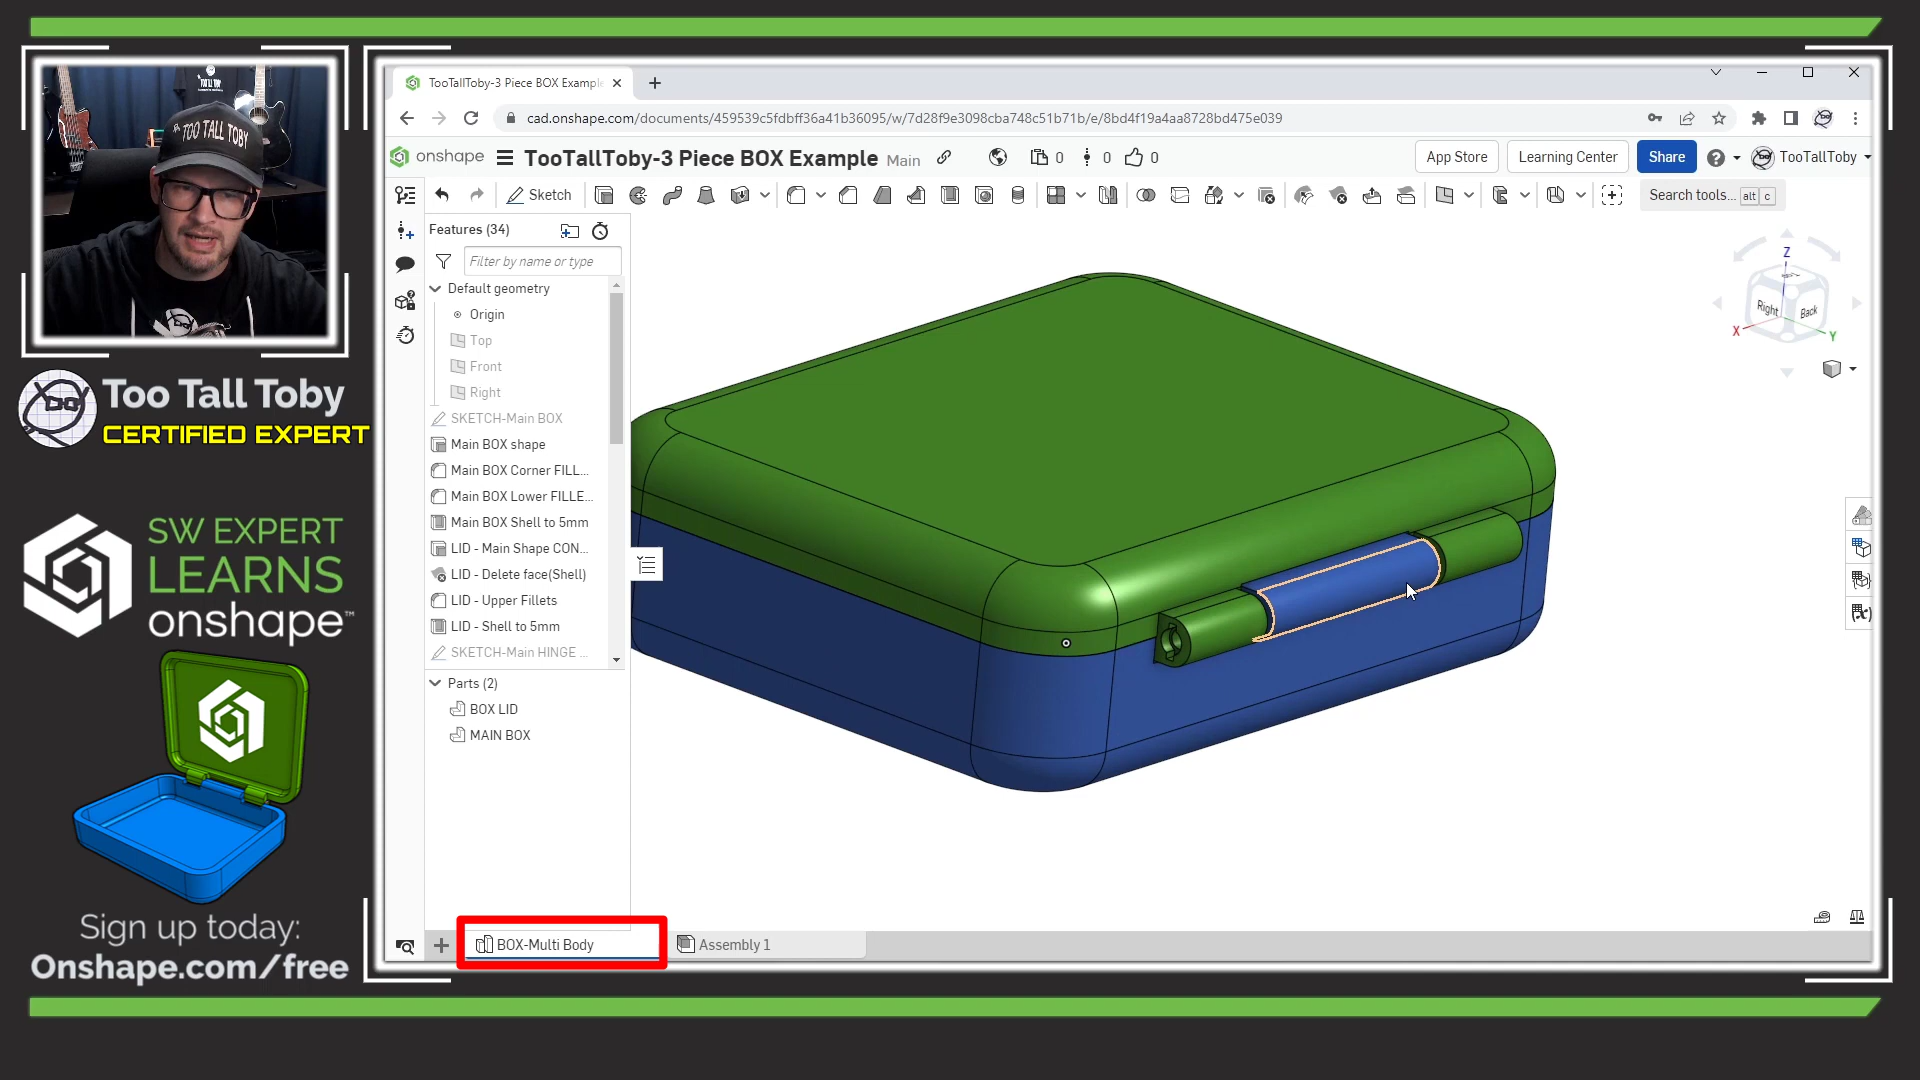 TOO TALL TOBY
Too Tall Toby
CERTIFIED EXPERT
SW EXPERT
LEARNS
onshape™
Sign up today:
Onshape.com/free
TooTallToby-3 Piece BOX Example
cad.onshape.com/documents/459539c5fdbff36a41b36095/w/7d28f9e3098cba748c51b71b/e/8bd4f19a4aa8728bd475e039
onshape TooTallToby-3 Piece BOX Example Main 0 0 0 App Store Learning Center Share TooTallToby
Sketch Search tools... alt c
Features (34)
Filter by name or type
Default geometry
Origin
Top
Front
Right
SKETCH-Main BOX
Main BOX shape
Main BOX Corner FILL...
Main BOX Lower FILLE...
Main BOX Shell to 5mm
LID - Main Shape CON...
LID - Delete face(Shell)
LID - Upper Fillets
LID - Shell to 5mm
SKETCH-Main HINGE ...
Parts (2)
BOX LID
MAIN BOX
Z
Right Back
X Y
BOX-Multi Body Assembly 1